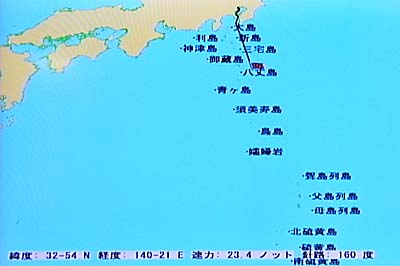 大島
利島 新島
神津島 三宅島
御蔵島
八丈島
青ヶ島
須美寿島
鳥島
孀婦岩
聟島列島
父島列島
母島列島
北硫黄島
硫黄島
南硫黄島
緯度: 32-54 N 経度: 140-21 E 速力: 23.4 ノット 針路: 160 度